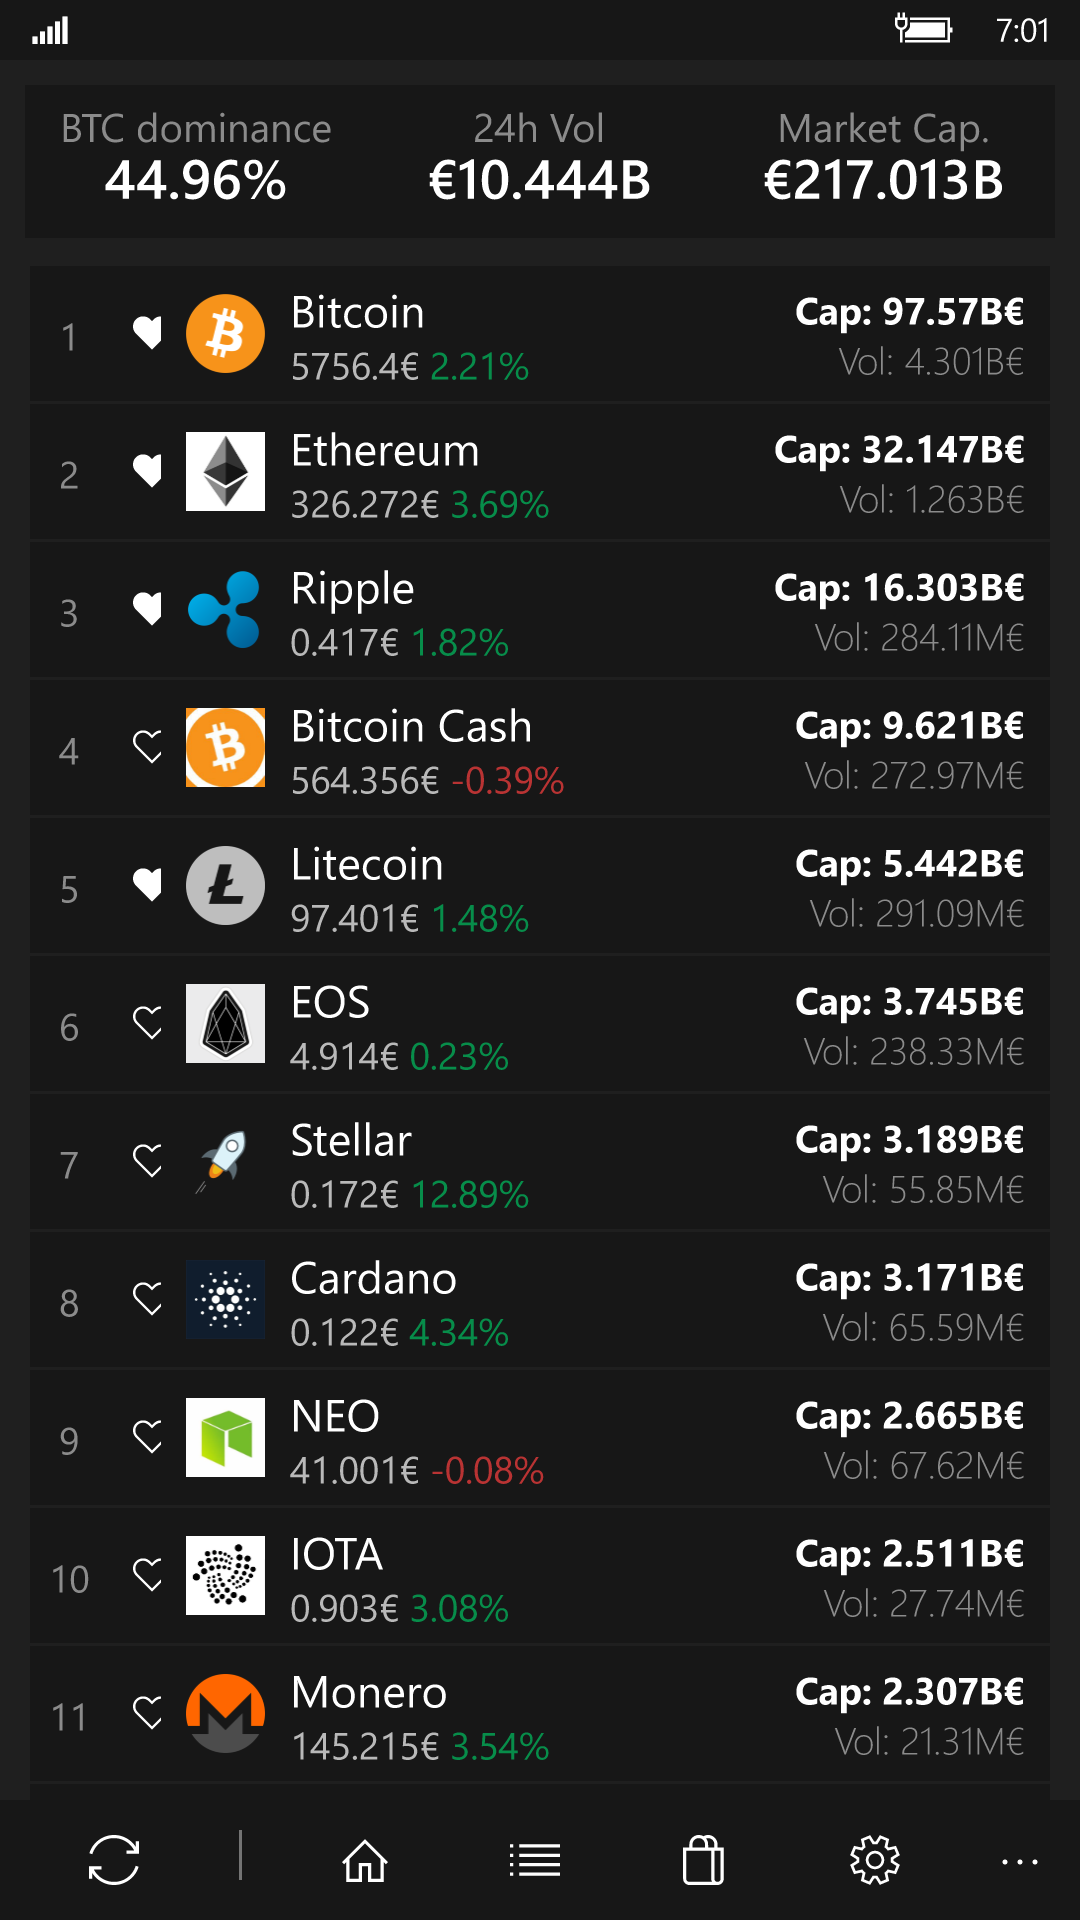 7:01
BTC dominance 24h Vol Market Cap.
44.96% €10.444B €217.013B
Bitcoin Cap: 97.57B€
1
5756.4€ 2.21% Vol: 4.301B€
Ethereum Cap: 32.147B€
2
326.272€ 3.69% Vol: 1.263B€
Ripple Cap: 16.303B€
3
0.417€ 1.82% Vol: 284.11M€
Bitcoin Cash Cap: 9.621B€
4
564.356€ -0.39% Vol: 272.97M€
Litecoin Cap: 5.442B€
5
97.401€ 1.48% Vol: 291.09M€
EOS Cap: 3.745B€
6
4.914€ 0.23% Vol: 238.33M€
Stellar Cap: 3.189B€
7
0.172€ 12.89% Vol: 55.85M€
Cardano Cap: 3.171B€
8
0.122€ 4.34% Vol: 65.59M€
NEO Cap: 2.665B€
9
41.001€ -0.08% Vol: 67.62M€
IOTA Cap: 2.511B€
10
0.903€ 3.08% Vol: 27.74M€
Monero Cap: 2.307B€
11
145.215€ 3.54% Vol: 21.31M€